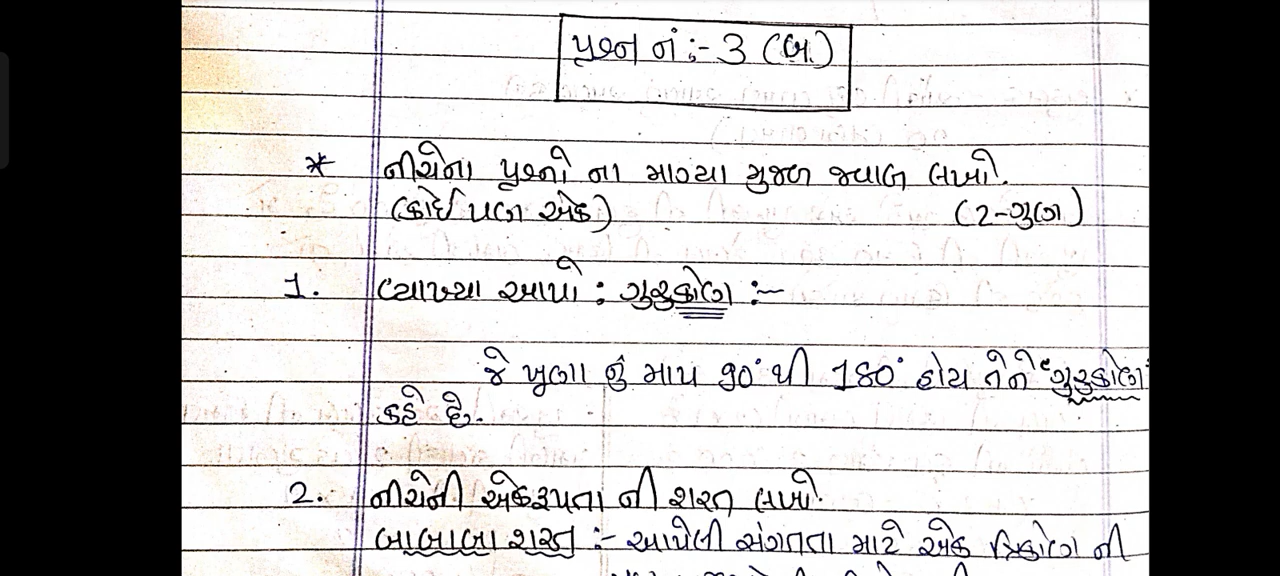 પ્રશ્ન નં :- 3 (બ.)
* નીચેના પ્રશ્નો ના માગ્યા મુજબ જવાબ લખો.
(કોઈ પણ એક) (2-ગુણ)
1. વ્યાખ્યા આપો : ગુરુકોણ :-
જે ખુણા નું માપ 90° થી 180° હોય તેને "ગુરુકોણ
કહે છે.
2. નીચેની એકરૂપતા ની શરત લખો.
બાબાબા શરત :- આપેલી સંગતતા માટે એક ત્રિકોણ ની